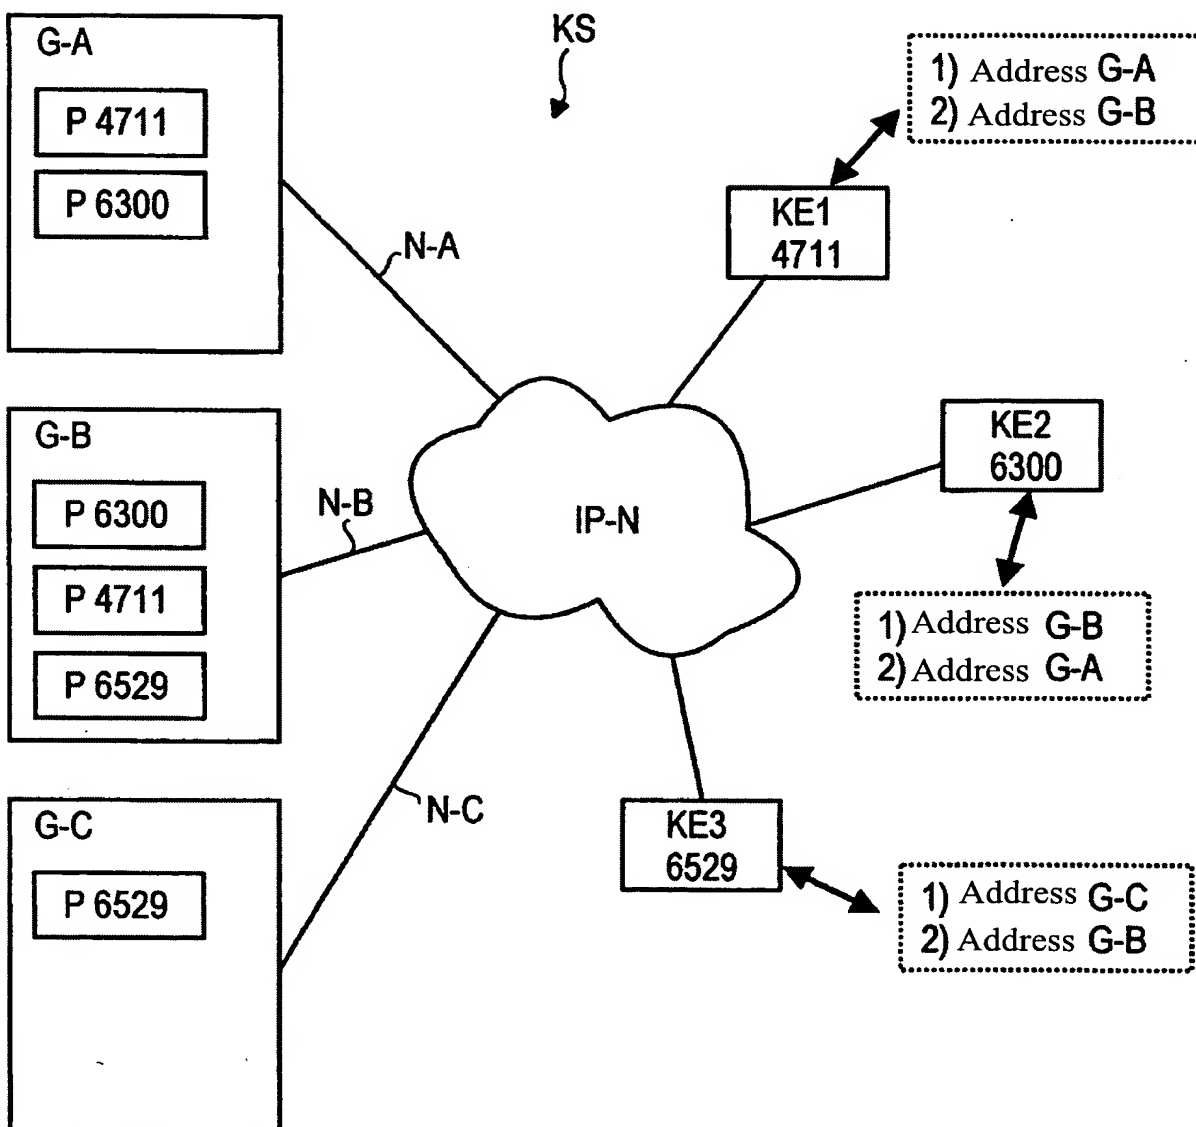 G-A
P 4711
P 6300
N-A
KS
1) Address G-A
2) Address G-B
KE1
4711
G-B
P 6300
P 4711
P 6529
N-B
IP-N
KE2
6300
1) Address G-B
2) Address G-A
G-C
P 6529
N-C
KE3
6529
1) Address G-C
2) Address G-B